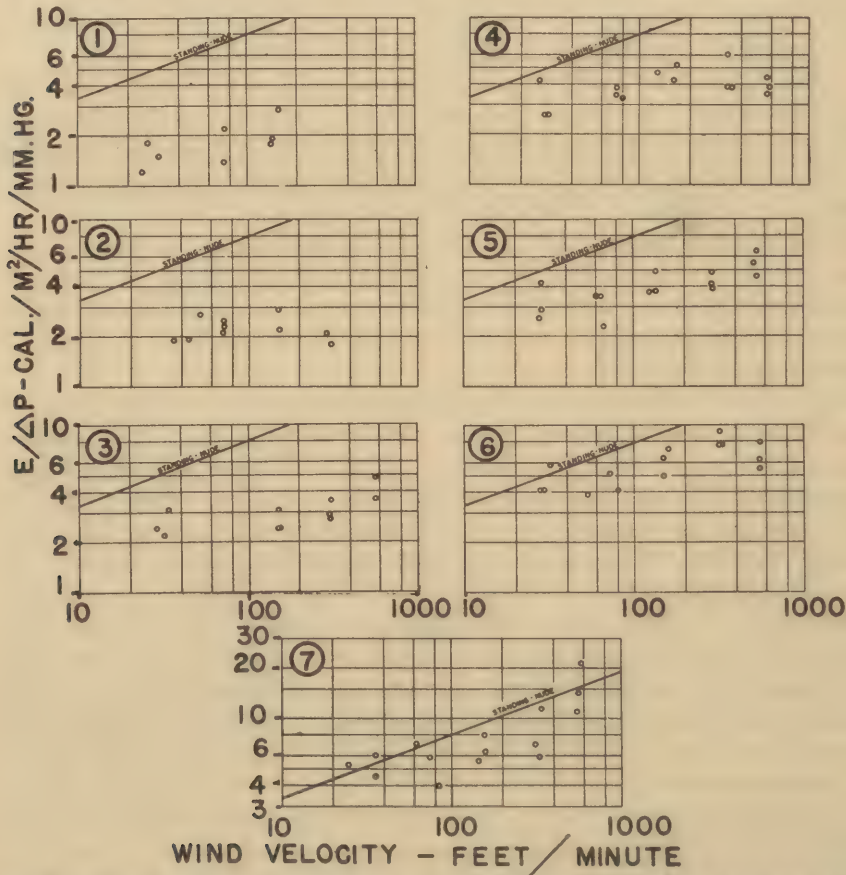 E/△P-CAL./M²/HR/MM.HG.
10
6
4
2
1
① STANDING-NUDE
④ STANDING-NUDE
10
6
4
2
1
② STANDING-NUDE
⑤ STANDING-NUDE
10
6
4
2
1
③ STANDING-NUDE
⑥ STANDING-NUDE
10 100 1000
10 100 1000
30
20
10
6
4
3
⑦ STANDING-NUDE
10 100 1000
WIND VELOCITY - FEET/MINUTE